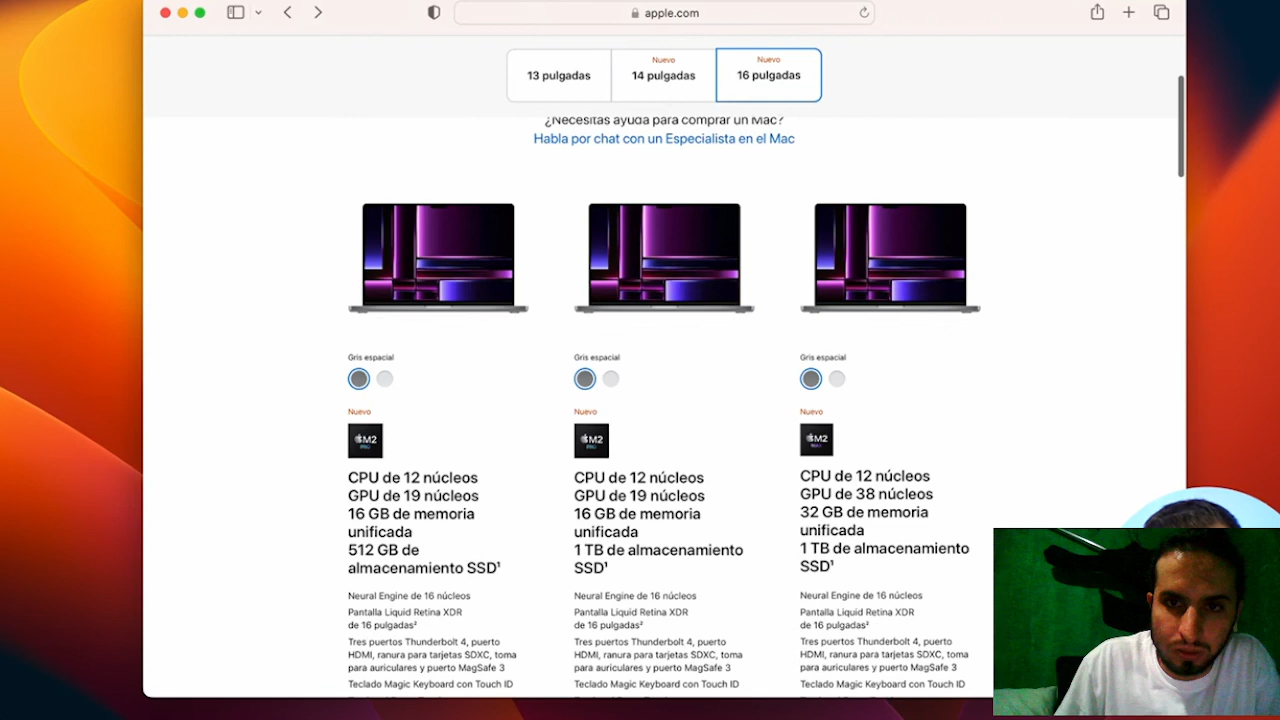 apple.com
Nuevo
Nuevo
13 pulgadas
14 pulgadas
16 pulgadas
¿Necesitas ayuda para comprar un Mac?
Habla por chat con un Especialista en el Mac
Gris espacial
Nuevo
M2
PRO
CPU de 12 núcleos
GPU de 19 núcleos
16 GB de memoria
unificada
512 GB de
almacenamiento SSD¹
Neural Engine de 16 núcleos
Pantalla Liquid Retina XDR
de 16 pulgadas²
Tres puertos Thunderbolt 4, puerto
HDMI, ranura para tarjetas SDXC, toma
para auriculares y puerto MagSafe 3
Teclado Magic Keyboard con Touch ID
Gris espacial
Nuevo
M2
PRO
CPU de 12 núcleos
GPU de 19 núcleos
16 GB de memoria
unificada
1 TB de almacenamiento
SSD¹
Neural Engine de 16 núcleos
Pantalla Liquid Retina XDR
de 16 pulgadas²
Tres puertos Thunderbolt 4, puerto
HDMI, ranura para tarjetas SDXC, toma
para auriculares y puerto MagSafe 3
Teclado Magic Keyboard con Touch ID
Gris espacial
Nuevo
M2
MAX
CPU de 12 núcleos
GPU de 38 núcleos
32 GB de memoria
unificada
1 TB de almacenamiento
SSD¹
Neural Engine de 16 núcleos
Pantalla Liquid Retina XDR
de 16 pulgadas²
Tres puertos Thunderbolt 4, puerto
HDMI, ranura para tarjetas SDXC, toma
para auriculares y puerto MagSafe 3
Teclado Magic Keyboard con Touch ID